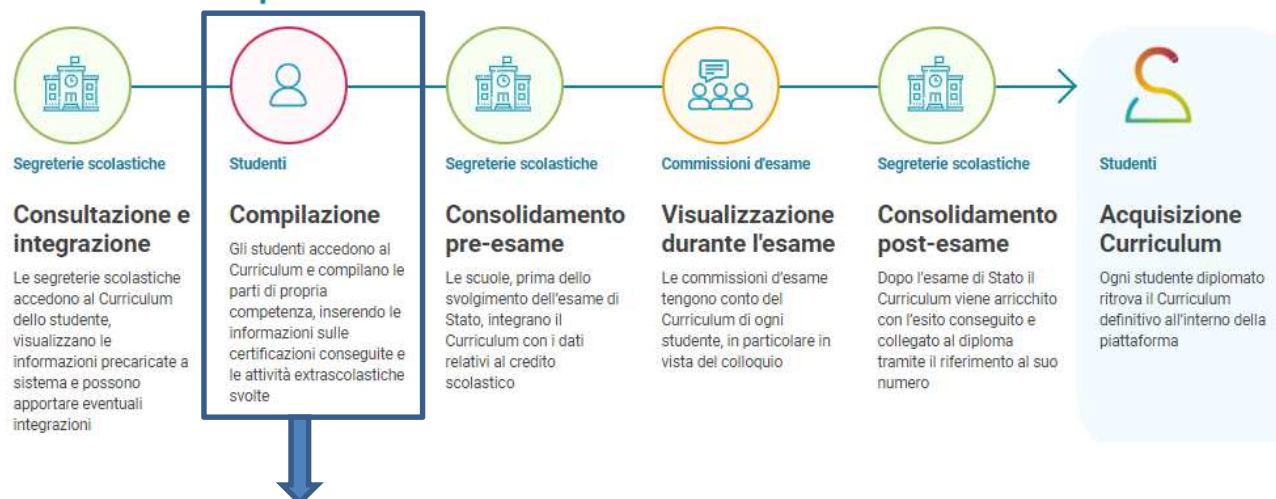 Segreterie scolastiche
Consultazione e
integrazione
Le segreterie scolastiche
accedono al Curriculum
dello studente,
visualizzano le
informazioni precaricate a
sistema e possono
apportare eventuali
integrazioni
Studenti
Compilazione
Gli studenti accedono al
Curriculum e compilano le
parti di propria
competenza, inserendo le
informazioni sulle
certificazioni conseguite e
le attività extrascolastiche
svolte
Segreterie scolastiche
Consolidamento
pre-esame
Le scuole, prima dello
svolgimento dell'esame di
Stato, integrano il
Curriculum con i dati
relativi al credito
scolastico
Commissioni d'esame
Visualizzazione
durante l'esame
Le commissioni d'esame
tengono conto del
Curriculum di ogni
studente, in particolare in
vista del colloquio
Segreterie scolastiche
Consolidamento
post-esame
Dopo l'esame di Stato il
Curriculum viene arricchito
con l'esito conseguito e
collegato al diploma
tramite il riferimento al suo
numero
Studenti
Acquisizione
Curriculum
Ogni studente diplomato
ritrova il Curriculum
definitivo all'interno della
piattaforma